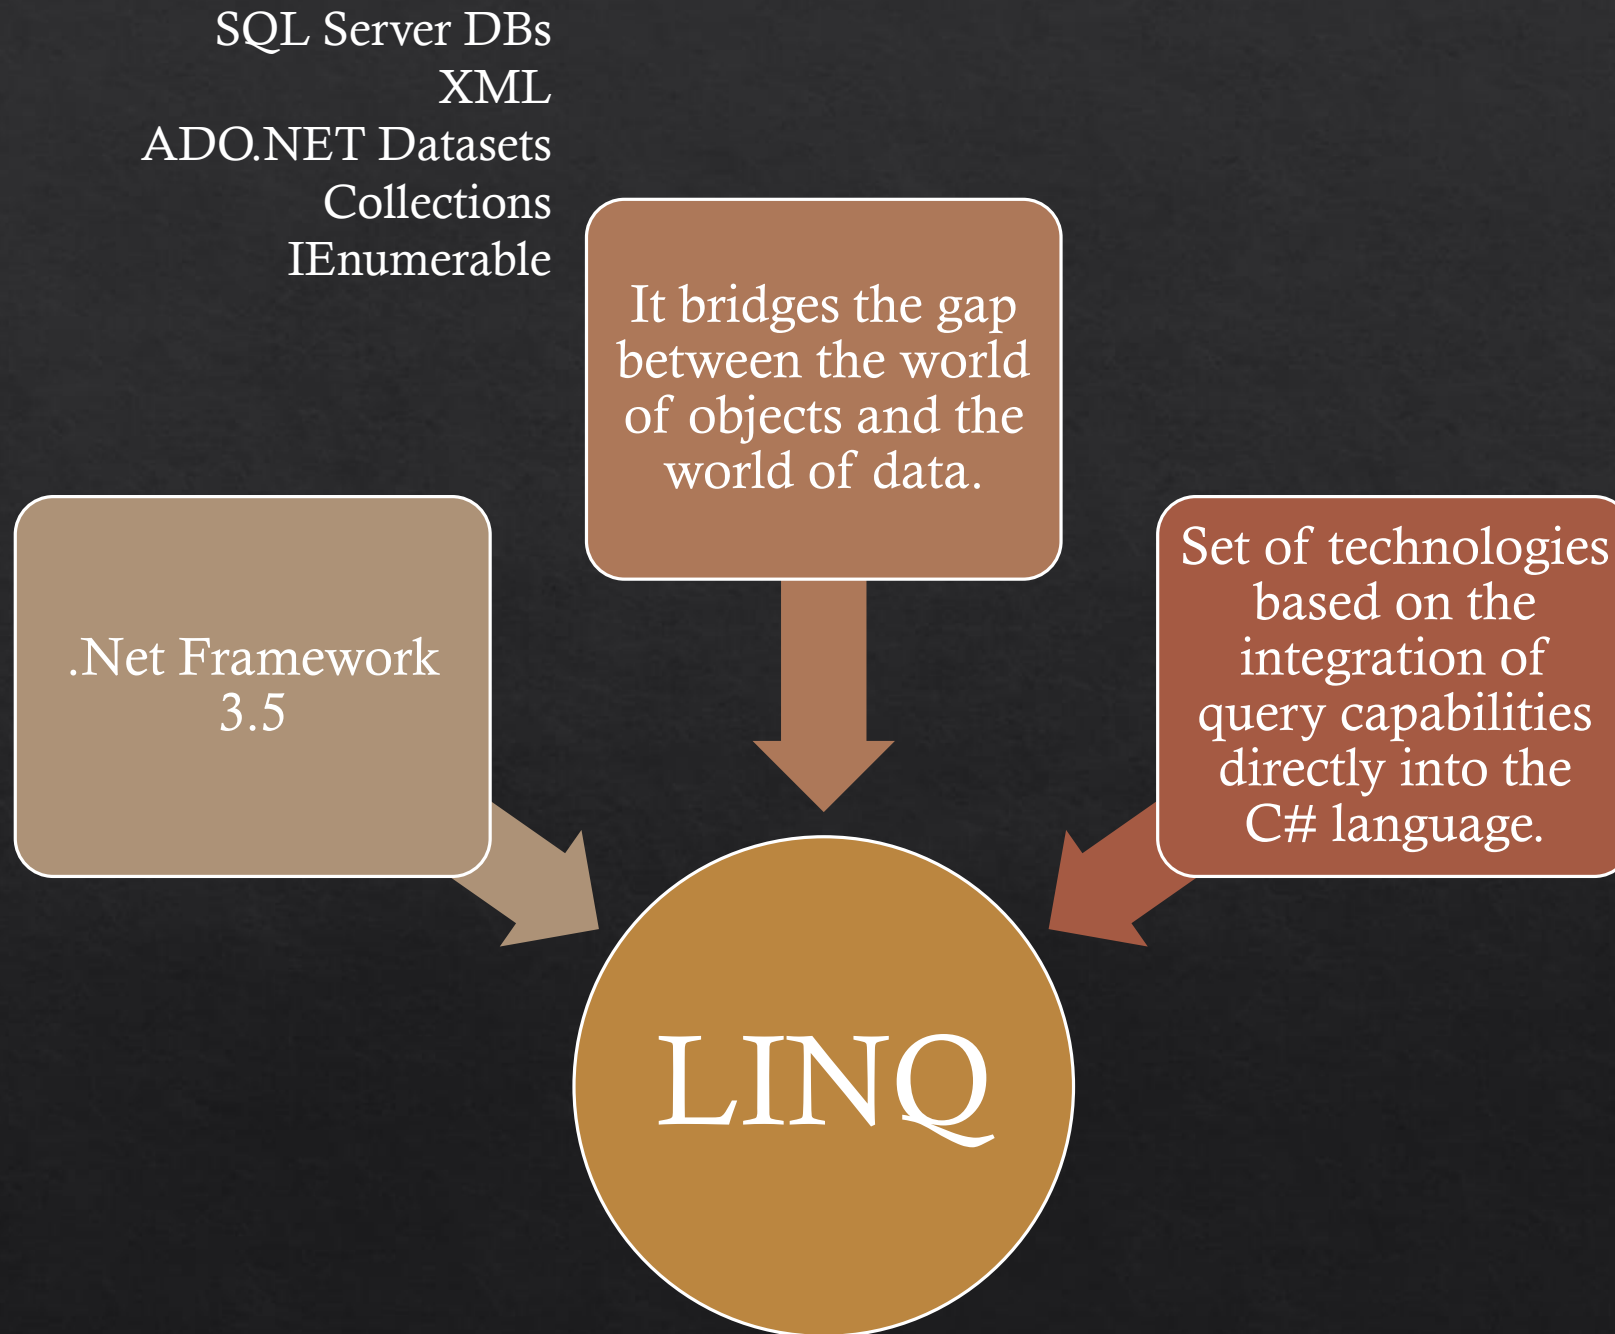 SQL Server DBs
XML
ADO.NET Datasets
Collections
IEnumerable
It bridges the gap
between the world
of objects and the
world of data.
.Net Framework
3.5
Set of technologies
based on the
integration of
query capabilities
directly into the
C# language.
LINQ